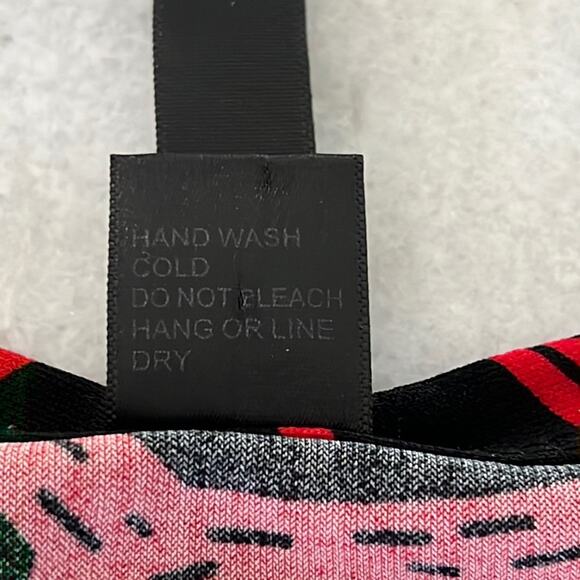 HAND WASH
COLD
DO NOT BLEACH
HANG OR LINE
DRY